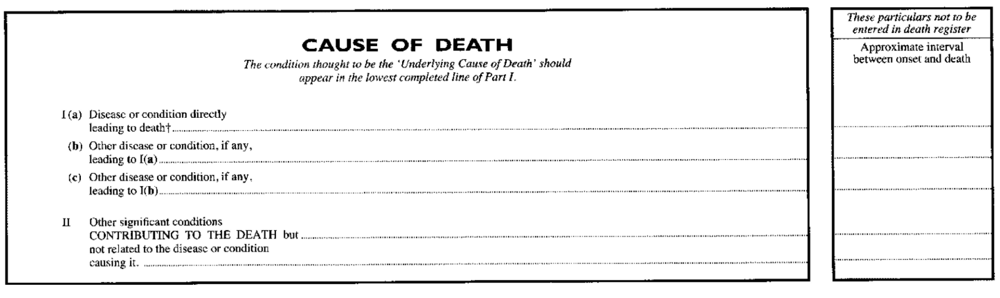 CAUSE OF DEATH
The condition thought to be the 'Underlying Cause of Death' should
appear in the lowest completed line of Part I.
I (a) Disease or condition directly
leading to death†
(b) Other disease or condition, if any,
leading to I(a)
(c) Other disease or condition, if any,
leading to I(b)
II Other significant conditions
CONTRIBUTING TO THE DEATH but
not related to the disease or condition
causing it.
These particulars not to be
entered in death register
Approximate interval
between onset and death